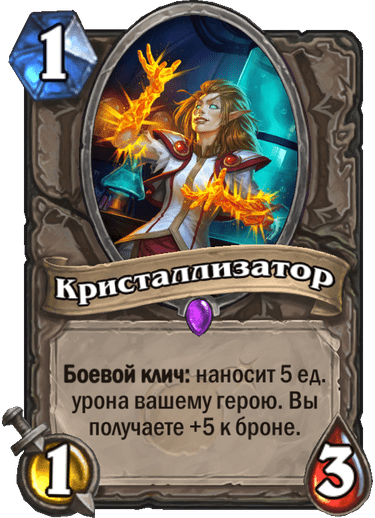 1
Кристаллизатор
Боевой клич: наносит 5 ед.
урона вашему герою. Вы
получаете +5 к броне.
1
3